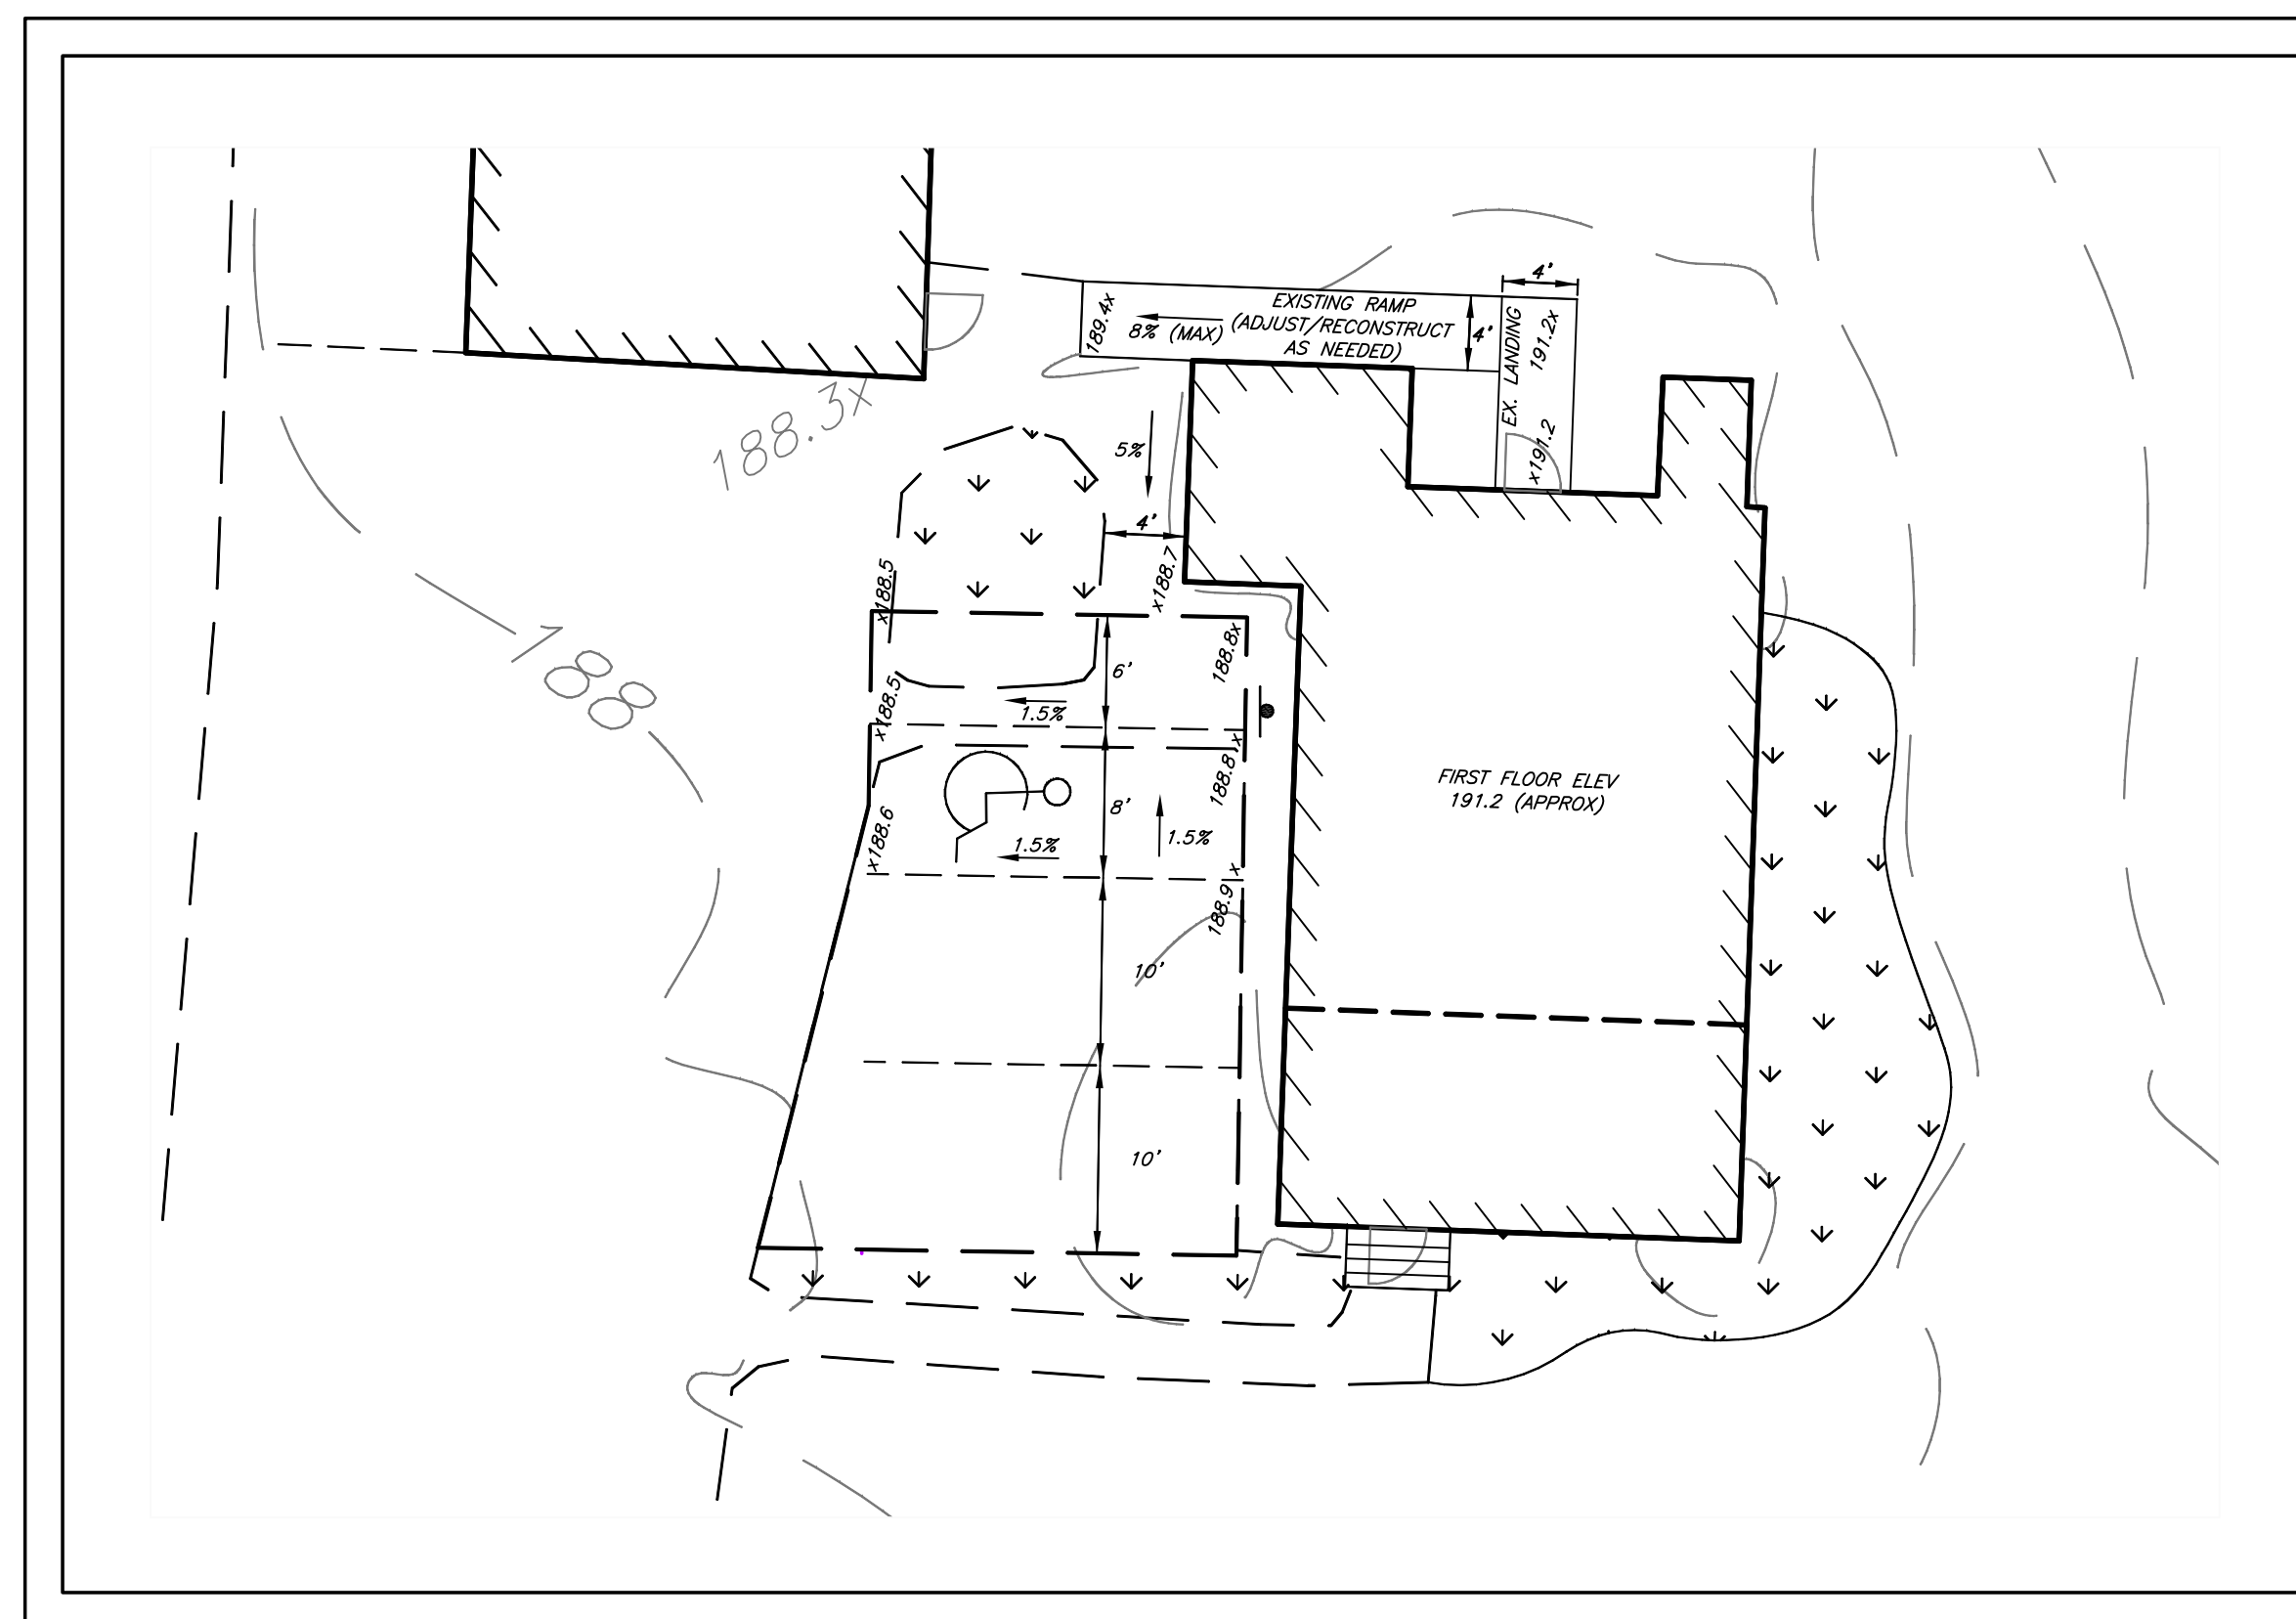 4'
EXISTING RAMP
(ADJUST/RECONSTRUCT
AS NEEDED)
8% (MAX)
189.4x
4'
EX. LANDING
191.2x
x191.2
188.3x
5%
4'
x188.7
x188.5
188.8x
6'
x188.5
1.5%
188.8 x
188
8'
1.5%
1.5%
x188.6
FIRST FLOOR ELEV
191.2 (APPROX)
188.9 x
10'
10'